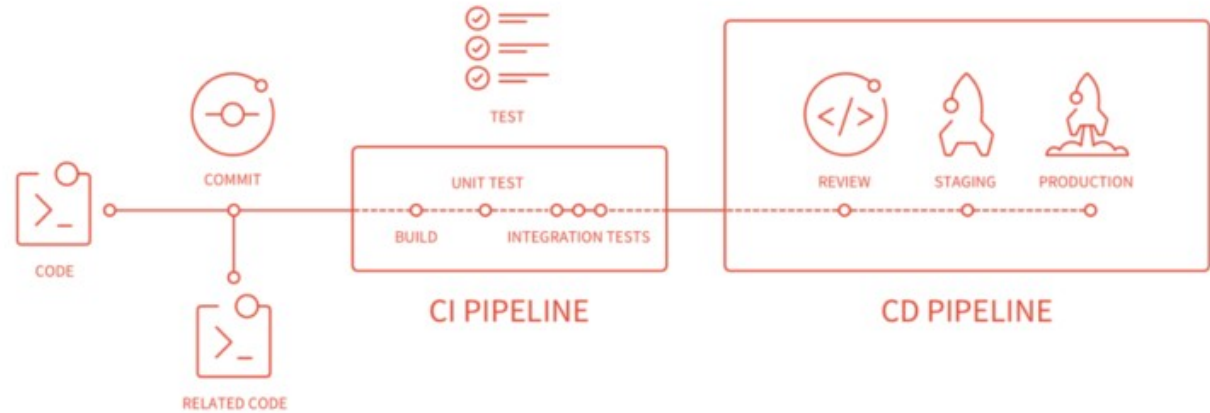 TEST
COMMIT
CODE
RELATED CODE
UNIT TEST
BUILD
INTEGRATION TESTS
CI PIPELINE
REVIEW
STAGING
PRODUCTION
CD PIPELINE